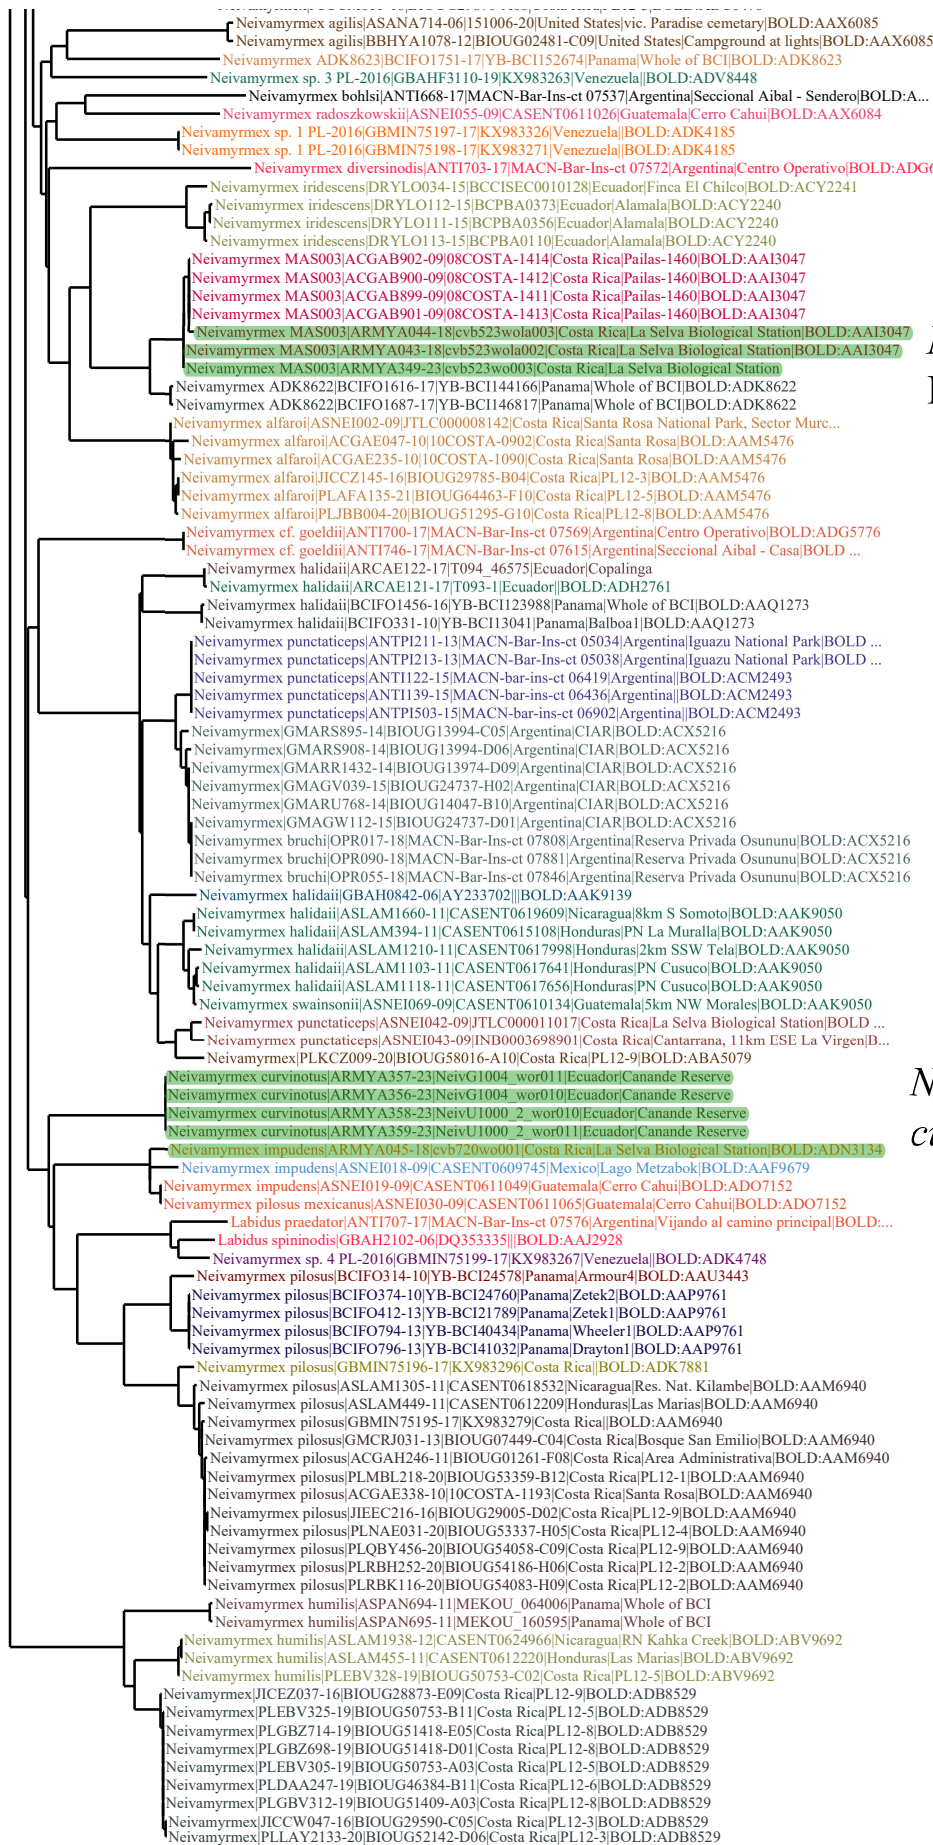 Neivamyrmex agilis|ASANA714-06|151006-20|United States|vic. Paradise cemetary|BOLD:AAX6085
Neivamyrmex agilis|BBHYA1078-12|BIOUG02481-C09|United States|Campground at lights|BOLD:AAX6085
Neivamyrmex ADK8623|BCIFO1751-17|YB-BCI152674|Panama|Whole of BCI|BOLD:ADK8623
Neivamyrmex sp. 3 PL-2016|GBAHF3110-19|KX983263|Venezuela||BOLD:ADV8448
Neivamyrmex bohlsi|ANTI668-17|MACN-Bar-Ins-ct 07537|Argentina|Seccional Aibal - Sendero|BOLD:A...
Neivamyrmex radoszkowskii|ASNEI055-09|CASENT0611026|Guatemala|Cerro Cahui|BOLD:AAX6084
Neivamyrmex sp. 1 PL-2016|GBMIN75197-17|KX983326|Venezuela||BOLD:ADK4185
Neivamyrmex sp. 1 PL-2016|GBMIN75198-17|KX983271|Venezuela||BOLD:ADK4185
Neivamyrmex diversinodis|ANTI703-17|MACN-Bar-Ins-ct 07572|Argentina|Centro Operativo|BOLD:ADG6
Neivamyrmex iridescens|DRYLO034-15|BCCISEC0010128|Ecuador|Finca El Chilco|BOLD:ACY2241
Neivamyrmex iridescens|DRYLO112-15|BCPBA0373|Ecuador|Alamala|BOLD:ACY2240
Neivamyrmex iridescens|DRYLO111-15|BCPBA0356|Ecuador|Alamala|BOLD:ACY2240
Neivamyrmex iridescens|DRYLO113-15|BCPBA0110|Ecuador|Alamala|BOLD:ACY2240
Neivamyrmex MAS003|ACGAB902-09|08COSTA-1414|Costa Rica|Pailas-1460|BOLD:AAI3047
Neivamyrmex MAS003|ACGAB900-09|08COSTA-1412|Costa Rica|Pailas-1460|BOLD:AAI3047
Neivamyrmex MAS003|ACGAB899-09|08COSTA-1411|Costa Rica|Pailas-1460|BOLD:AAI3047
Neivamyrmex MAS003|ACGAB901-09|08COSTA-1413|Costa Rica|Pailas-1460|BOLD:AAI3047
Neivamyrmex MAS003|ARMYA044-18|cvb523wola003|Costa Rica|La Selva Biological Station|BOLD:AAI3047
Neivamyrmex MAS003|ARMYA043-18|cvb523wola002|Costa Rica|La Selva Biological Station|BOLD:AAI3047
Neivamyrmex MAS003|ARMYA349-23|cvb523wo003|Costa Rica|La Selva Biological Station
Neivamyrmex ADK8622|BCIFO1616-17|YB-BCI144166|Panama|Whole of BCI|BOLD:ADK8622
Neivamyrmex ADK8622|BCIFO1687-17|YB-BCI146817|Panama|Whole of BCI|BOLD:ADK8622
Neivamyrmex alfaroi|ASNEI002-09|JTLC000008142|Costa Rica|Santa Rosa National Park, Sector Murc...
Neivamyrmex alfaroi|ACGAE047-10|10COSTA-0902|Costa Rica|Santa Rosa|BOLD:AAM5476
Neivamyrmex alfaroi|ACGAE235-10|10COSTA-1090|Costa Rica|Santa Rosa|BOLD:AAM5476
Neivamyrmex alfaroi|JICCZ145-16|BIOUG29785-B04|Costa Rica|PL12-3|BOLD:AAM5476
Neivamyrmex alfaroi|PLAFA135-21|BIOUG64463-F10|Costa Rica|PL12-5|BOLD:AAM5476
Neivamyrmex alfaroi|PLJBB004-20|BIOUG51295-G10|Costa Rica|PL12-8|BOLD:AAM5476
Neivamyrmex cf. goeldii|ANTI700-17|MACN-Bar-Ins-ct 07569|Argentina|Centro Operativo|BOLD:ADG5776
Neivamyrmex cf. goeldii|ANTI746-17|MACN-Bar-Ins-ct 07615|Argentina|Seccional Aibal - Casa|BOLD ...
Neivamyrmex halidaii|ARCAE122-17|T094_46575|Ecuador|Copalinga
Neivamyrmex halidaii|ARCAE121-17|T093-1|Ecuador||BOLD:ADH2761
Neivamyrmex halidaii|BCIFO1456-16|YB-BCI123988|Panama|Whole of BCI|BOLD:AAQ1273
Neivamyrmex halidaii|BCIFO331-10|YB-BCI13041|Panama|Balboa1|BOLD:AAQ1273
Neivamyrmex punctaticeps|ANTPI211-13|MACN-Bar-Ins-ct 05034|Argentina|Iguazu National Park|BOLD ...
Neivamyrmex punctaticeps|ANTPI213-13|MACN-Bar-Ins-ct 05038|Argentina|Iguazu National Park|BOLD ...
Neivamyrmex punctaticeps|ANTI122-15|MACN-bar-ins-ct 06419|Argentina||BOLD:ACM2493
Neivamyrmex punctaticeps|ANTI139-15|MACN-bar-ins-ct 06436|Argentina||BOLD:ACM2493
Neivamyrmex punctaticeps|ANTPI503-15|MACN-bar-ins-ct 06902|Argentina||BOLD:ACM2493
Neivamyrmex|GMARS895-14|BIOUG13994-C05|Argentina|CIAR|BOLD:ACX5216
Neivamyrmex|GMARS908-14|BIOUG13994-D06|Argentina|CIAR|BOLD:ACX5216
Neivamyrmex|GMARR1432-14|BIOUG13974-D09|Argentina|CIAR|BOLD:ACX5216
Neivamyrmex|GMAGV039-15|BIOUG24737-H02|Argentina|CIAR|BOLD:ACX5216
Neivamyrmex|GMARU768-14|BIOUG14047-B10|Argentina|CIAR|BOLD:ACX5216
Neivamyrmex|GMAGW112-15|BIOUG24737-D01|Argentina|CIAR|BOLD:ACX5216
Neivamyrmex bruchi|OPR017-18|MACN-Bar-Ins-ct 07808|Argentina|Reserva Privada Osununu|BOLD:ACX5216
Neivamyrmex bruchi|OPR090-18|MACN-Bar-Ins-ct 07881|Argentina|Reserva Privada Osununu|BOLD:ACX5216
Neivamyrmex bruchi|OPR055-18|MACN-Bar-Ins-ct 07846|Argentina|Reserva Privada Osununu|BOLD:ACX5216
Neivamyrmex halidaii|GBAH0842-06|AY233702|||BOLD:AAK9139
Neivamyrmex halidaii|ASLAM1660-11|CASENT0619609|Nicaragua|8km S Somoto|BOLD:AAK9050
Neivamyrmex halidaii|ASLAM394-11|CASENT0615108|Honduras|PN La Muralla|BOLD:AAK9050
Neivamyrmex halidaii|ASLAM1210-11|CASENT0617998|Honduras|2km SSW Tela|BOLD:AAK9050
Neivamyrmex halidaii|ASLAM1103-11|CASENT0617641|Honduras|PN Cusuco|BOLD:AAK9050
Neivamyrmex halidaii|ASLAM1118-11|CASENT0617656|Honduras|PN Cusuco|BOLD:AAK9050
Neivamyrmex swainsonii|ASNEI069-09|CASENT0610134|Guatemala|5km NW Morales|BOLD:AAK9050
Neivamyrmex punctaticeps|ASNEI042-09|JTLC000011017|Costa Rica|La Selva Biological Station|BOLD ...
Neivamyrmex punctaticeps|ASNEI043-09|INB0003698901|Costa Rica|Cantarrana, 11km ESE La Virgen|B...
Neivamyrmex|PLKCZ009-20|BIOUG58016-A10|Costa Rica|PL12-9|BOLD:ABA5079
Neivamyrmex curvinotus|ARMYA357-23|NeivG1004_wor011|Ecuador|Canande Reserve
Neivamyrmex curvinotus|ARMYA356-23|NeivG1004_wor010|Ecuador|Canande Reserve
Neivamyrmex curvinotus|ARMYA358-23|NeivU1000_2_wor010|Ecuador|Canande Reserve
Neivamyrmex curvinotus|ARMYA359-23|NeivU1000_2_wor011|Ecuador|Canande Reserve
Neivamyrmex impudens|ARMYA045-18|cvb720wo001|Costa Rica|La Selva Biological Station|BOLD:ADN3134
Neivamyrmex impudens|ASNEI018-09|CASENT0609745|Mexico|Lago Metzabok|BOLD:AAF9679
Neivamyrmex impudens|ASNEI019-09|CASENT0611049|Guatemala|Cerro Cahui|BOLD:ADO7152
Neivamyrmex pilosus mexicanus|ASNEI030-09|CASENT0611065|Guatemala|Cerro Cahui|BOLD:ADO7152
Labidus praedator|ANTI707-17|MACN-Bar-Ins-ct 07576|Argentina|Vijando al camino principal|BOLD:...
Labidus spininodis|GBAH2102-06|DQ353335|||BOLD:AAJ2928
Neivamyrmex sp. 4 PL-2016|GBMIN75199-17|KX983267|Venezuela||BOLD:ADK4748
Neivamyrmex pilosus|BCIFO314-10|YB-BCI24578|Panama|Armour4|BOLD:AAU3443
Neivamyrmex pilosus|BCIFO374-10|YB-BCI24760|Panama|Zetek2|BOLD:AAP9761
Neivamyrmex pilosus|BCIFO412-13|YB-BCI21789|Panama|Zetek1|BOLD:AAP9761
Neivamyrmex pilosus|BCIFO794-13|YB-BCI40434|Panama|Wheeler1|BOLD:AAP9761
Neivamyrmex pilosus|BCIFO796-13|YB-BCI41032|Panama|Drayton1|BOLD:AAP9761
Neivamyrmex pilosus|GBMIN75196-17|KX983296|Costa Rica||BOLD:ADK7881
Neivamyrmex pilosus|ASLAM1305-11|CASENT0618532|Nicaragua|Res. Nat. Kilambe|BOLD:AAM6940
Neivamyrmex pilosus|ASLAM449-11|CASENT0612209|Honduras|Las Marias|BOLD:AAM6940
Neivamyrmex pilosus|GBMIN75195-17|KX983279|Costa Rica||BOLD:AAM6940
Neivamyrmex pilosus|GMCRJ031-13|BIOUG07449-C04|Costa Rica|Bosque San Emilio|BOLD:AAM6940
Neivamyrmex pilosus|ACGAH246-11|BIOUG01261-F08|Costa Rica|Area Administrativa|BOLD:AAM6940
Neivamyrmex pilosus|PLMBL218-20|BIOUG53359-B12|Costa Rica|PL12-1|BOLD:AAM6940
Neivamyrmex pilosus|ACGAE338-10|10COSTA-1193|Costa Rica|Santa Rosa|BOLD:AAM6940
Neivamyrmex pilosus|JIEEC216-16|BIOUG29005-D02|Costa Rica|PL12-9|BOLD:AAM6940
Neivamyrmex pilosus|PLNAE031-20|BIOUG53337-H05|Costa Rica|PL12-4|BOLD:AAM6940
Neivamyrmex pilosus|PLQBY456-20|BIOUG54058-C09|Costa Rica|PL12-9|BOLD:AAM6940
Neivamyrmex pilosus|PLRBH252-20|BIOUG54186-H06|Costa Rica|PL12-2|BOLD:AAM6940
Neivamyrmex pilosus|PLRBK116-20|BIOUG54083-H09|Costa Rica|PL12-2|BOLD:AAM6940
Neivamyrmex humilis|ASPAN694-11|MEKOU_064006|Panama|Whole of BCI
Neivamyrmex humilis|ASPAN695-11|MEKOU_160595|Panama|Whole of BCI
Neivamyrmex humilis|ASLAM1938-12|CASENT0624966|Nicaragua|RN Kahka Creek|BOLD:ABV9692
Neivamyrmex humilis|ASLAM455-11|CASENT0612220|Honduras|Las Marias|BOLD:ABV9692
Neivamyrmex humilis|PLEBV328-19|BIOUG50753-C02|Costa Rica|PL12-5|BOLD:ABV9692
Neivamyrmex|JICEZ037-16|BIOUG28873-E09|Costa Rica|PL12-9|BOLD:ADB8529
Neivamyrmex|PLEBV325-19|BIOUG50753-B11|Costa Rica|PL12-5|BOLD:ADB8529
Neivamyrmex|PLGBZ714-19|BIOUG51418-E05|Costa Rica|PL12-8|BOLD:ADB8529
Neivamyrmex|PLGBZ698-19|BIOUG51418-D01|Costa Rica|PL12-8|BOLD:ADB8529
Neivamyrmex|PLEBV305-19|BIOUG50753-A03|Costa Rica|PL12-5|BOLD:ADB8529
Neivamyrmex|PLDAA247-19|BIOUG46384-B11|Costa Rica|PL12-6|BOLD:ADB8529
Neivamyrmex|PLGBV312-19|BIOUG51409-A03|Costa Rica|PL12-8|BOLD:ADB8529
Neivamyrmex|JICCW047-16|BIOUG29590-C05|Costa Rica|PL12-3|BOLD:ADB8529
Neivamyrmex|PLLAY2133-20|BIOUG52142-D06|Costa Rica|PL12-3|BOLD:ADB8529